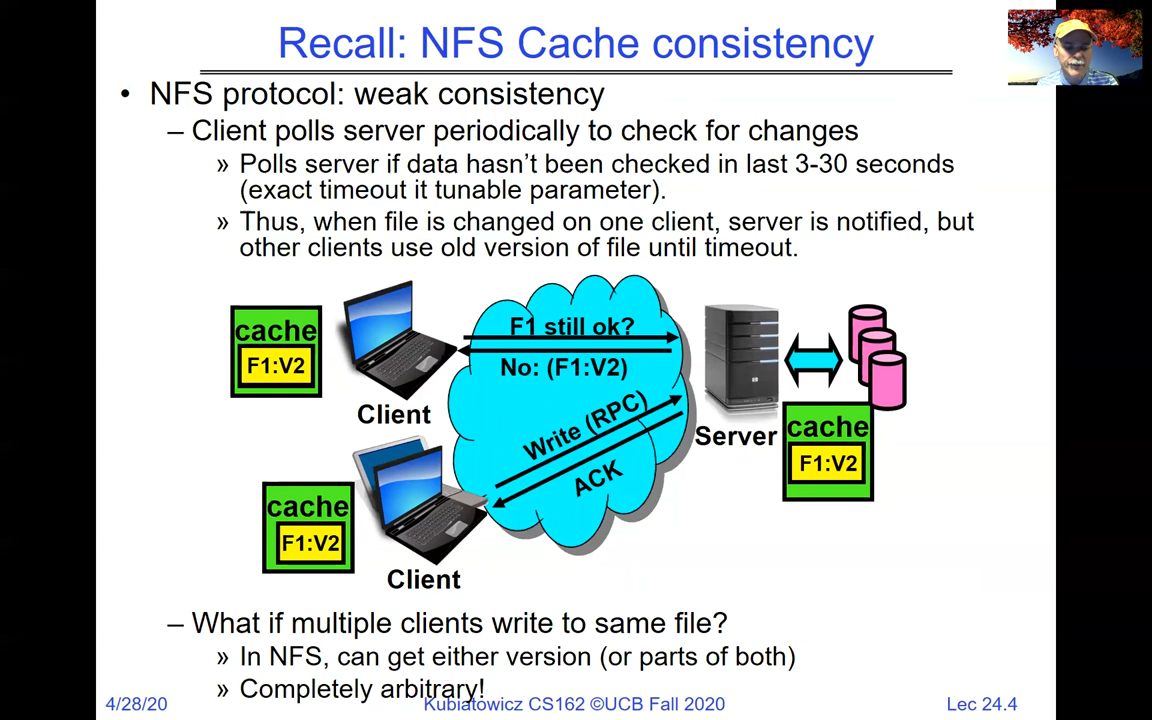 Recall: NFS Cache consistency
• NFS protocol: weak consistency
– Client polls server periodically to check for changes
» Polls server if data hasn't been checked in last 3-30 seconds
(exact timeout it tunable parameter).
» Thus, when file is changed on one client, server is notified, but
other clients use old version of file until timeout.
cache
F1:V2
Client
F1 still ok?
No: (F1:V2)
Write (RPC)
ACK
Server
cache
F1:V2
cache
F1:V2
Client
– What if multiple clients write to same file?
» In NFS, can get either version (or parts of both)
» Completely arbitrary!
4/28/20
Kubiatowicz CS162 ©UCB Fall 2020
Lec 24.4